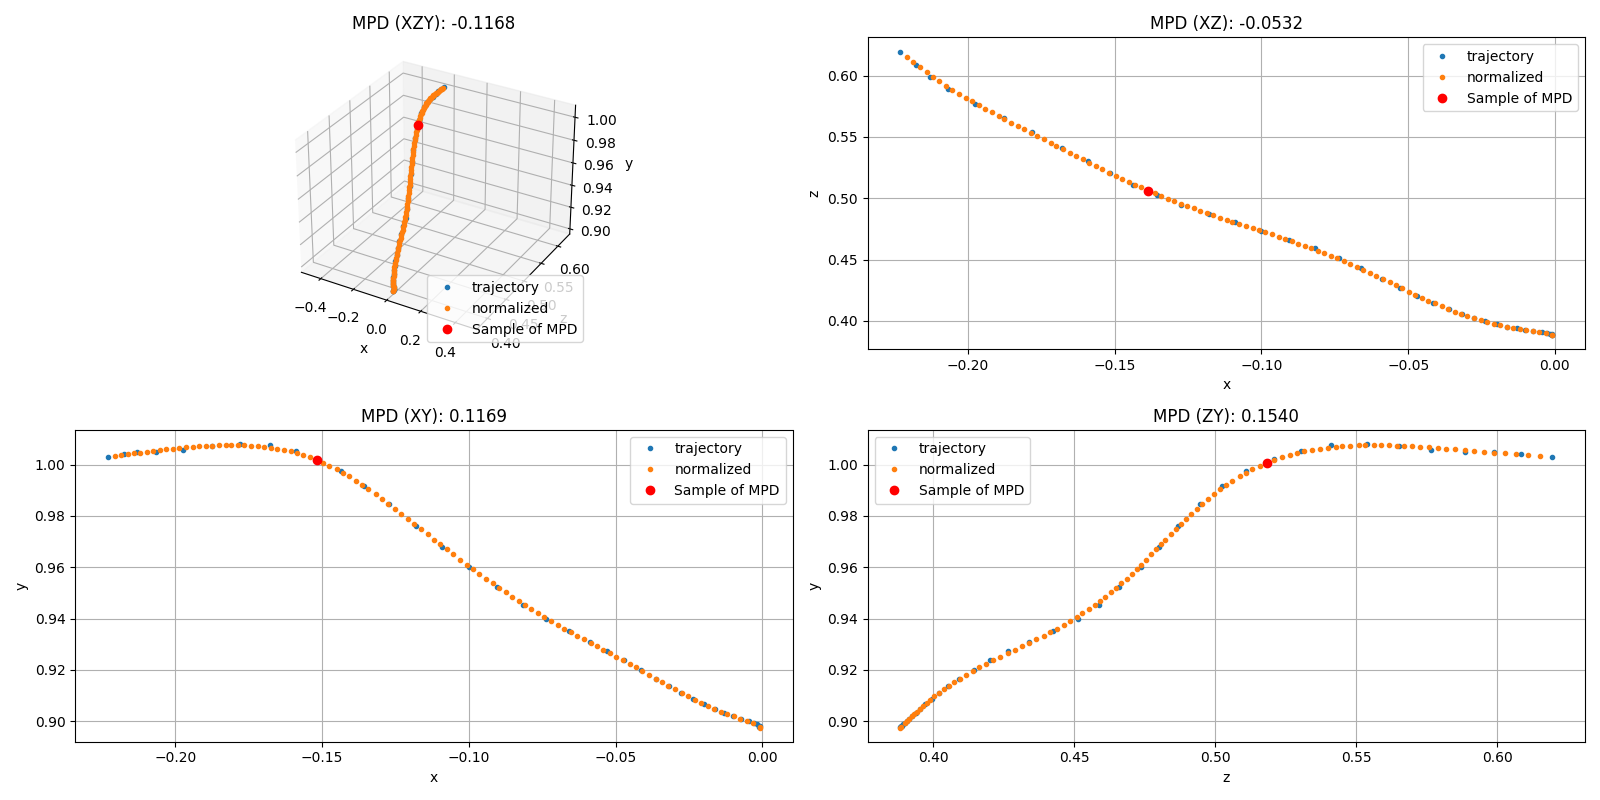 MPD (XZY): -0.1168
1.00
0.98
0.96
y
0.94
0.92
0.90
0.60
0.55
0.50
z
0.45
0.40
−0.4
−0.2
0.0
0.2
0.4
x
trajectory
normalized
Sample of MPD
MPD (XZ): -0.0532
trajectory
normalized
Sample of MPD
0.60
0.55
0.50
0.45
0.40
z
−0.20 −0.15 −0.10 −0.05 0.00
x
MPD (XY): 0.1169
trajectory
normalized
Sample of MPD
1.00
0.98
0.96
0.94
0.92
0.90
y
−0.20 −0.15 −0.10 −0.05 0.00
x
MPD (ZY): 0.1540
trajectory
normalized
Sample of MPD
1.00
0.98
0.96
0.94
0.92
0.90
y
0.40 0.45 0.50 0.55 0.60
z